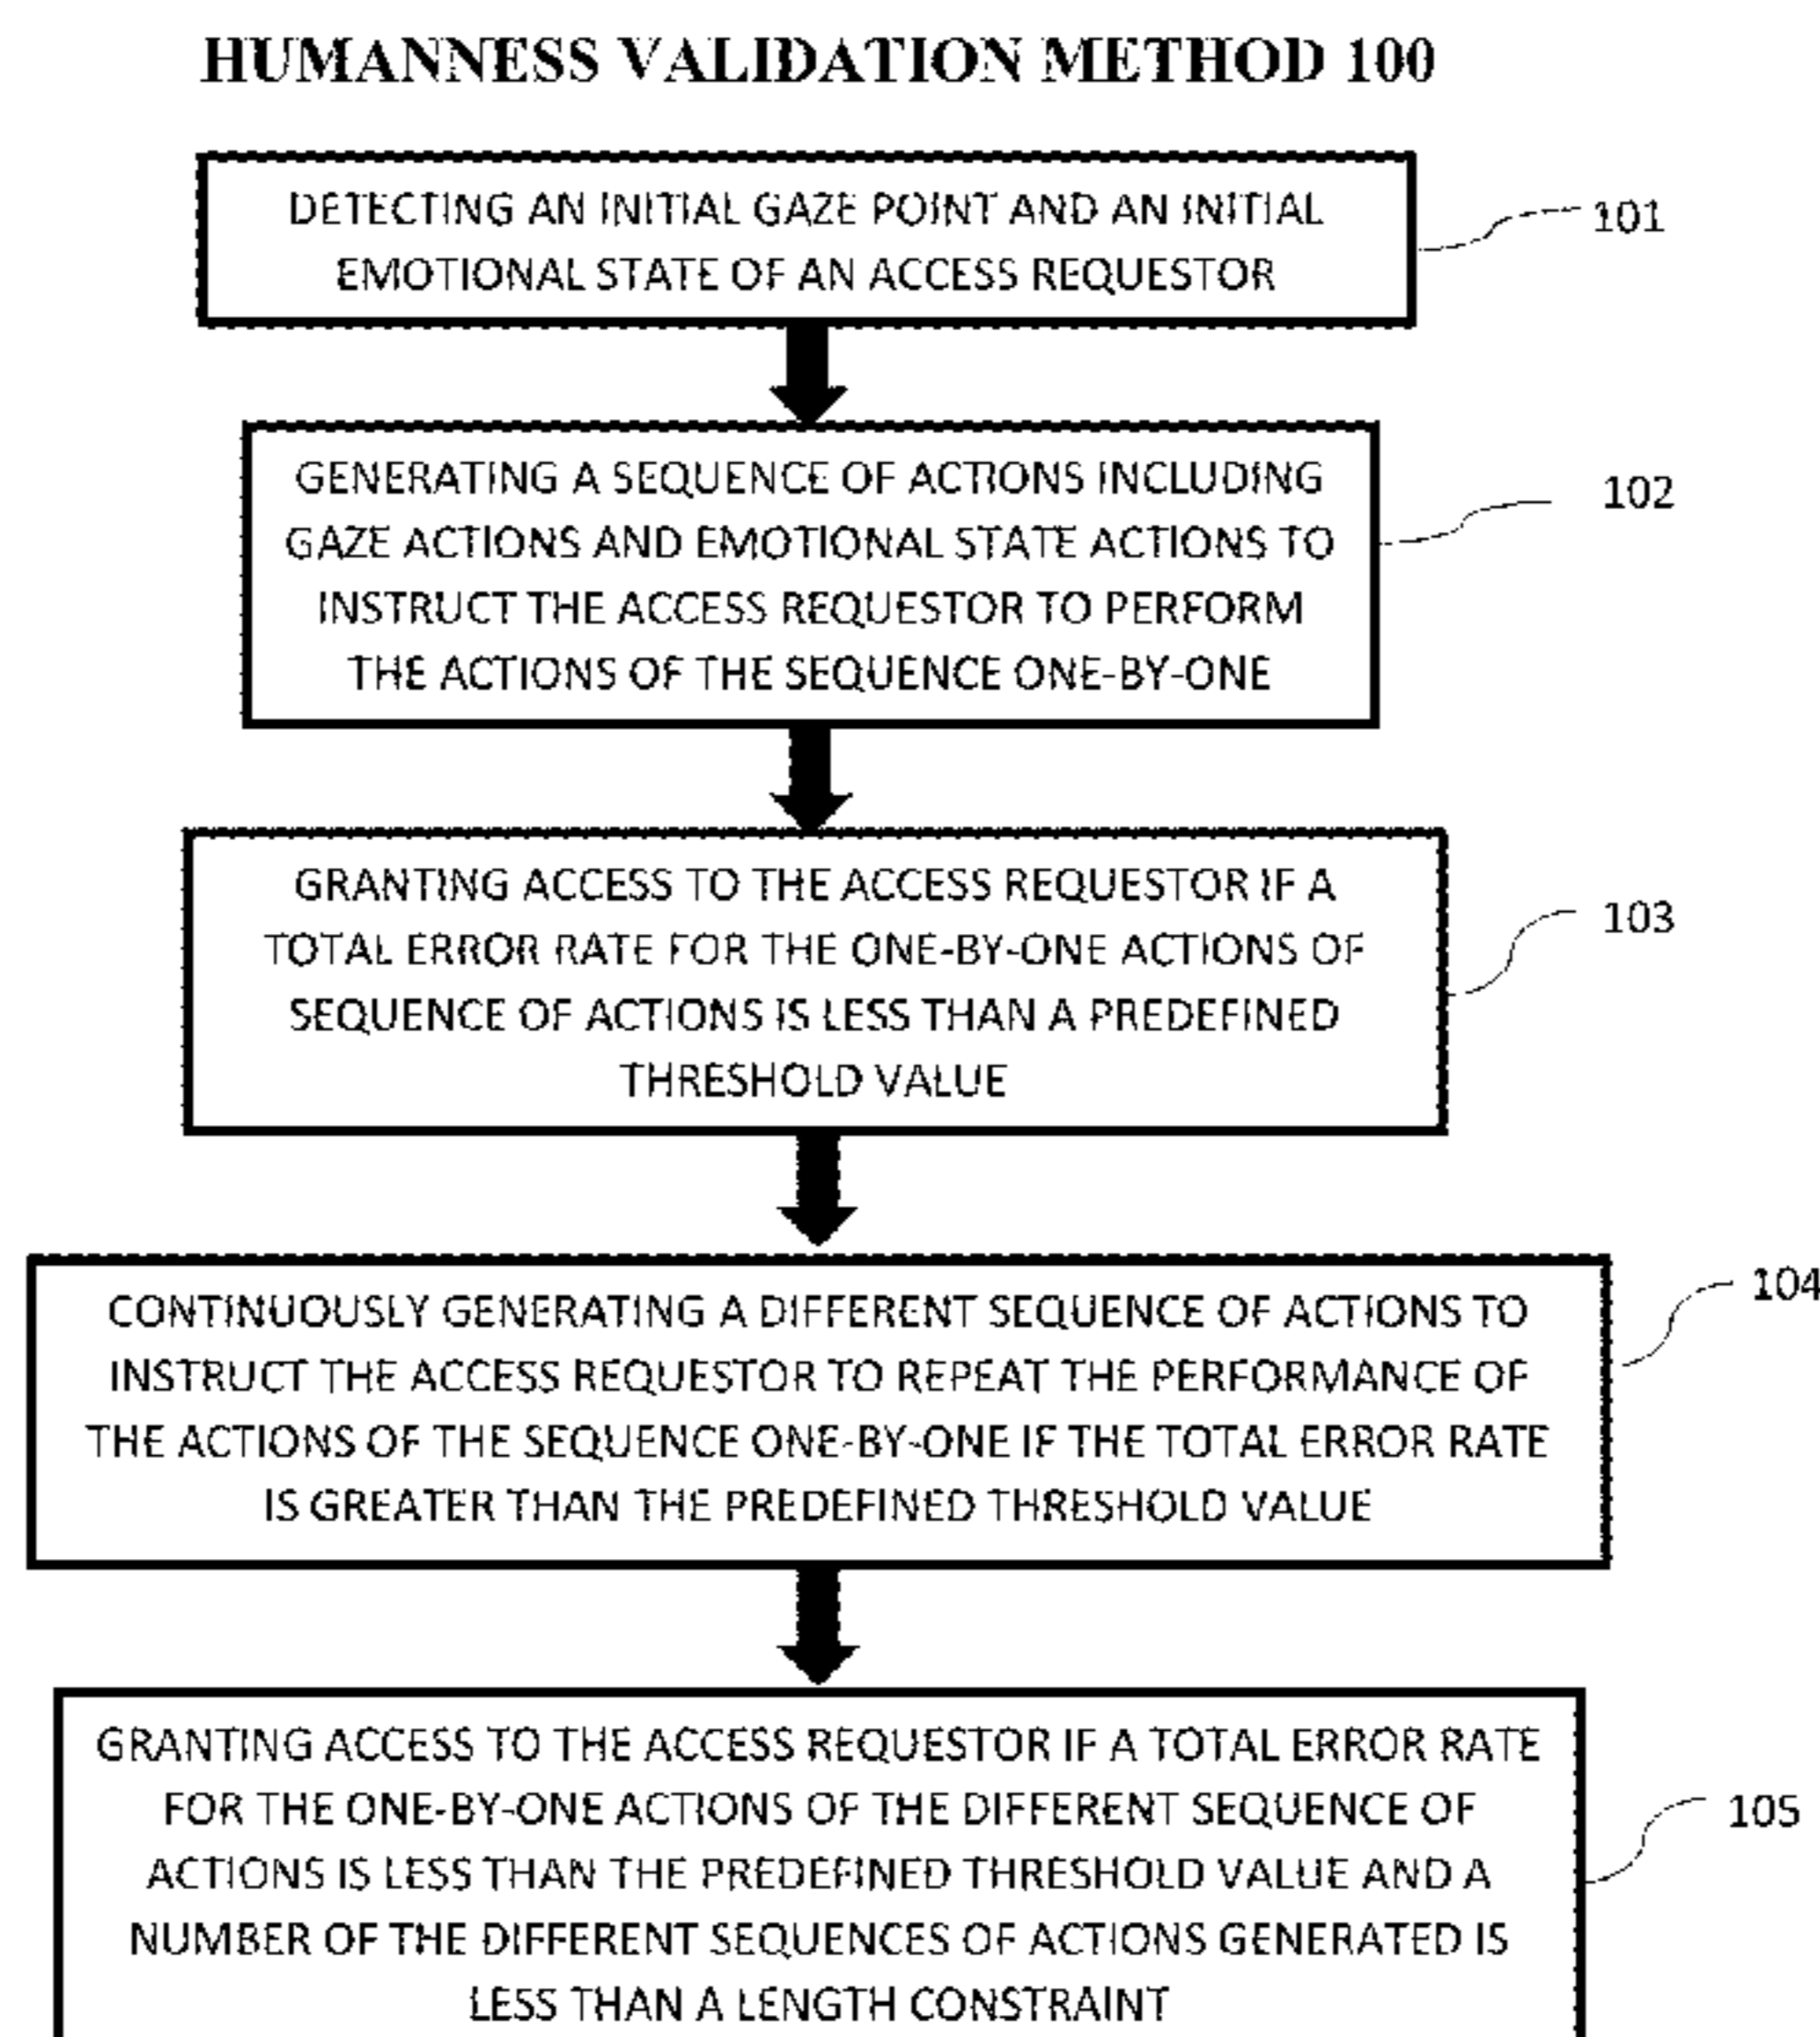 HUMANNESS VALIDATION METHOD 100
DETECTING AN INITIAL GAZE POINT AND AN INITIAL
EMOTIONAL STATE OF AN ACCESS REQUESTOR
101
GENERATING A SEQUENCE OF ACTIONS INCLUDING
GAZE ACTIONS AND EMOTIONAL STATE ACTIONS TO
INSTRUCT THE ACCESS REQUESTOR TO PERFORM
THE ACTIONS OF THE SEQUENCE ONE-BY-ONE
102
GRANTING ACCESS TO THE ACCESS REQUESTOR IF A
TOTAL ERROR RATE FOR THE ONE-BY-ONE ACTIONS OF
SEQUENCE OF ACTIONS IS LESS THAN A PREDEFINED
THRESHOLD VALUE
103
CONTINUOUSLY GENERATING A DIFFERENT SEQUENCE OF ACTIONS TO
INSTRUCT THE ACCESS REQUESTOR TO REPEAT THE PERFORMANCE OF
THE ACTIONS OF THE SEQUENCE ONE-BY-ONE IF THE TOTAL ERROR RATE
IS GREATER THAN THE PREDEFINED THRESHOLD VALUE
104
GRANTING ACCESS TO THE ACCESS REQUESTOR IF A TOTAL ERROR RATE
FOR THE ONE-BY-ONE ACTIONS OF THE DIFFERENT SEQUENCE OF
ACTIONS IS LESS THAN THE PREDEFINED THRESHOLD VALUE AND A
NUMBER OF THE DIFFERENT SEQUENCES OF ACTIONS GENERATED IS
LESS THAN A LENGTH CONSTRAINT
105